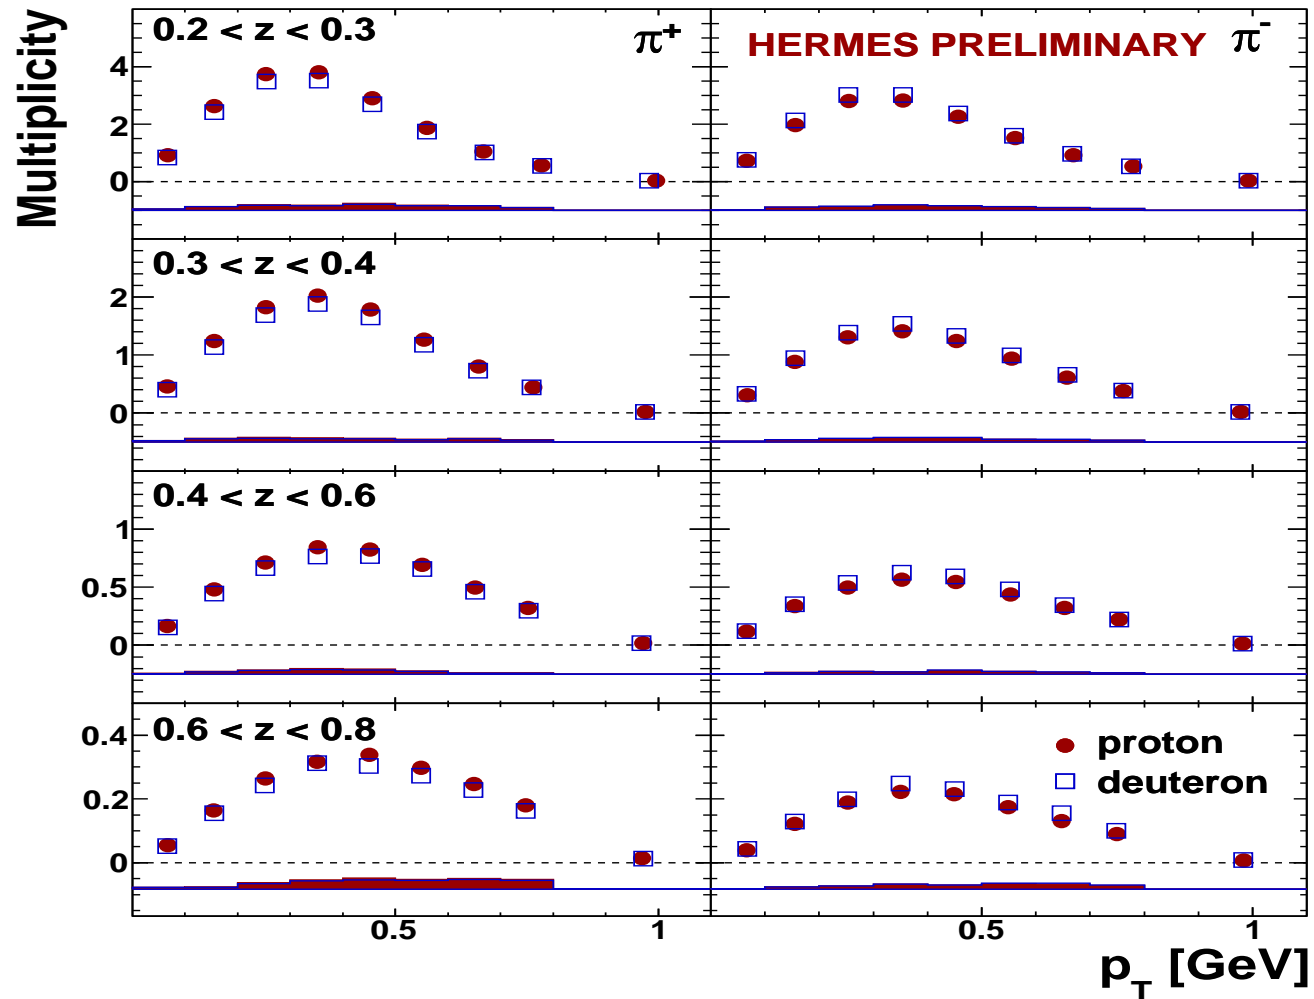 Multiplicity
0.2 < z < 0.3
π+
HERMES PRELIMINARY
π-
4
2
0
0.3 < z < 0.4
2
1
0
0.4 < z < 0.6
1
0.5
0
0.6 < z < 0.8
0.4
0.2
0
proton
deuteron
0.5
1
0.5
1
pT [GeV]